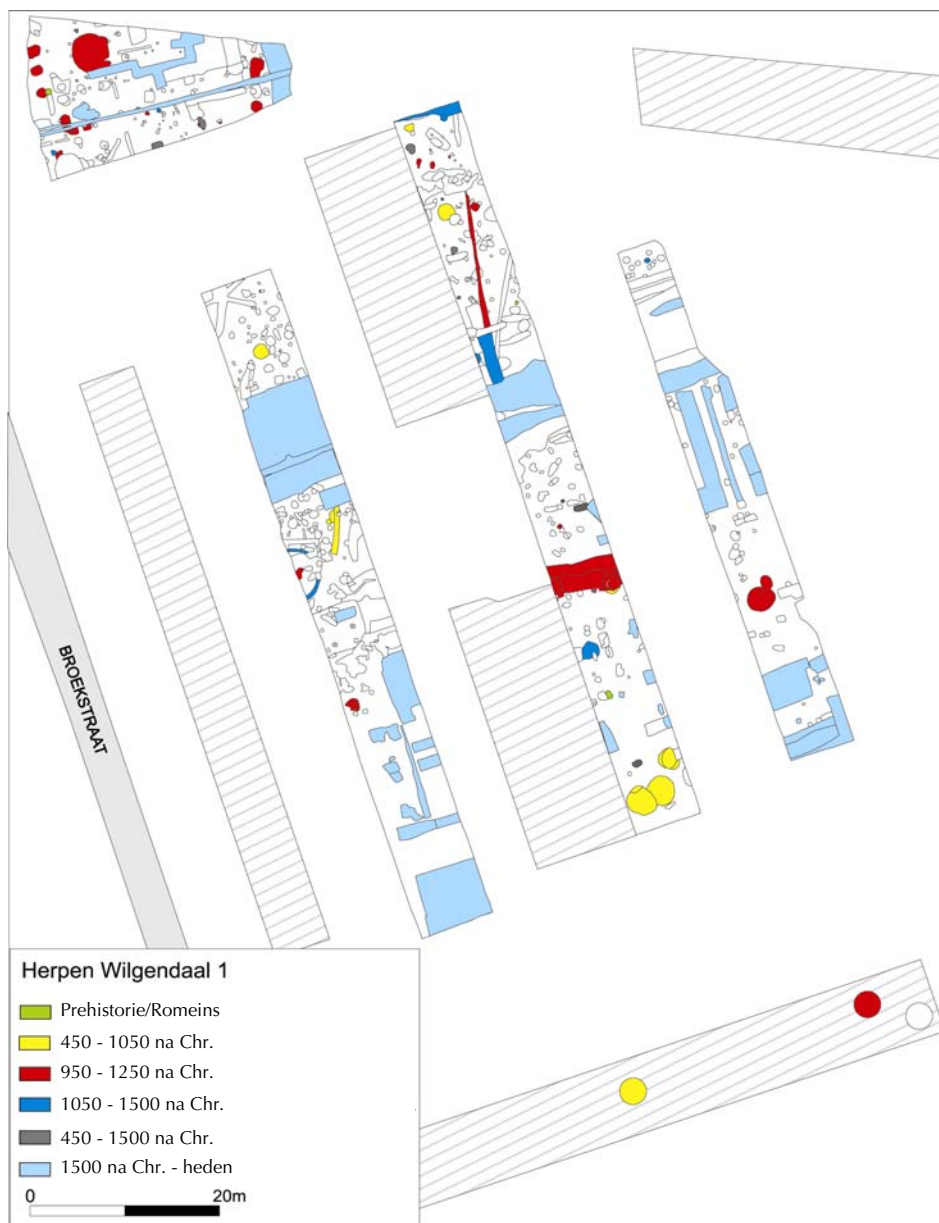 BROEKSTRAAT
Herpen Wilgendaal 1
Prehistorie/Romeins
450 - 1050 na Chr.
950 - 1250 na Chr.
1050 - 1500 na Chr.
450 - 1500 na Chr.
1500 na Chr. - heden
0 20m